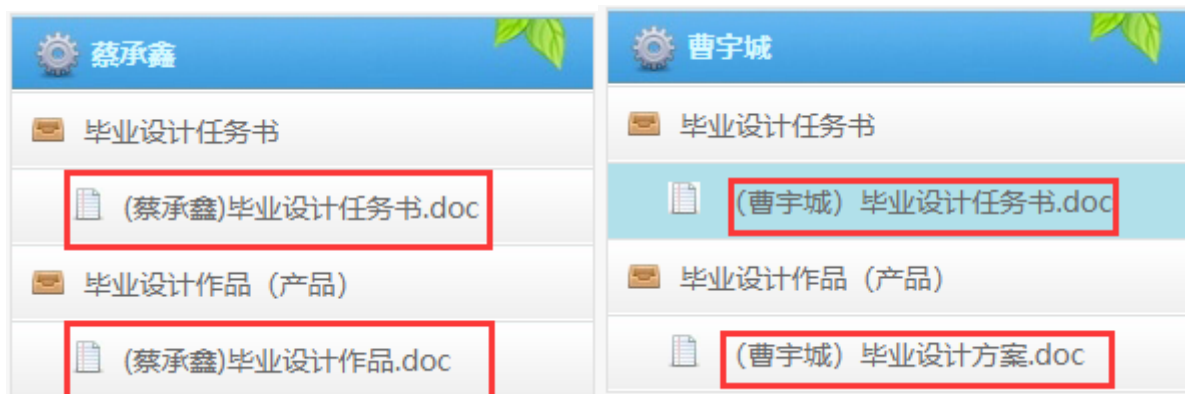 蔡承鑫
毕业设计任务书
(蔡承鑫)毕业设计任务书.doc
毕业设计作品（产品）
(蔡承鑫)毕业设计作品.doc
曹宇城
毕业设计任务书
（曹宇城）毕业设计任务书.doc
毕业设计作品（产品）
（曹宇城）毕业设计方案.doc